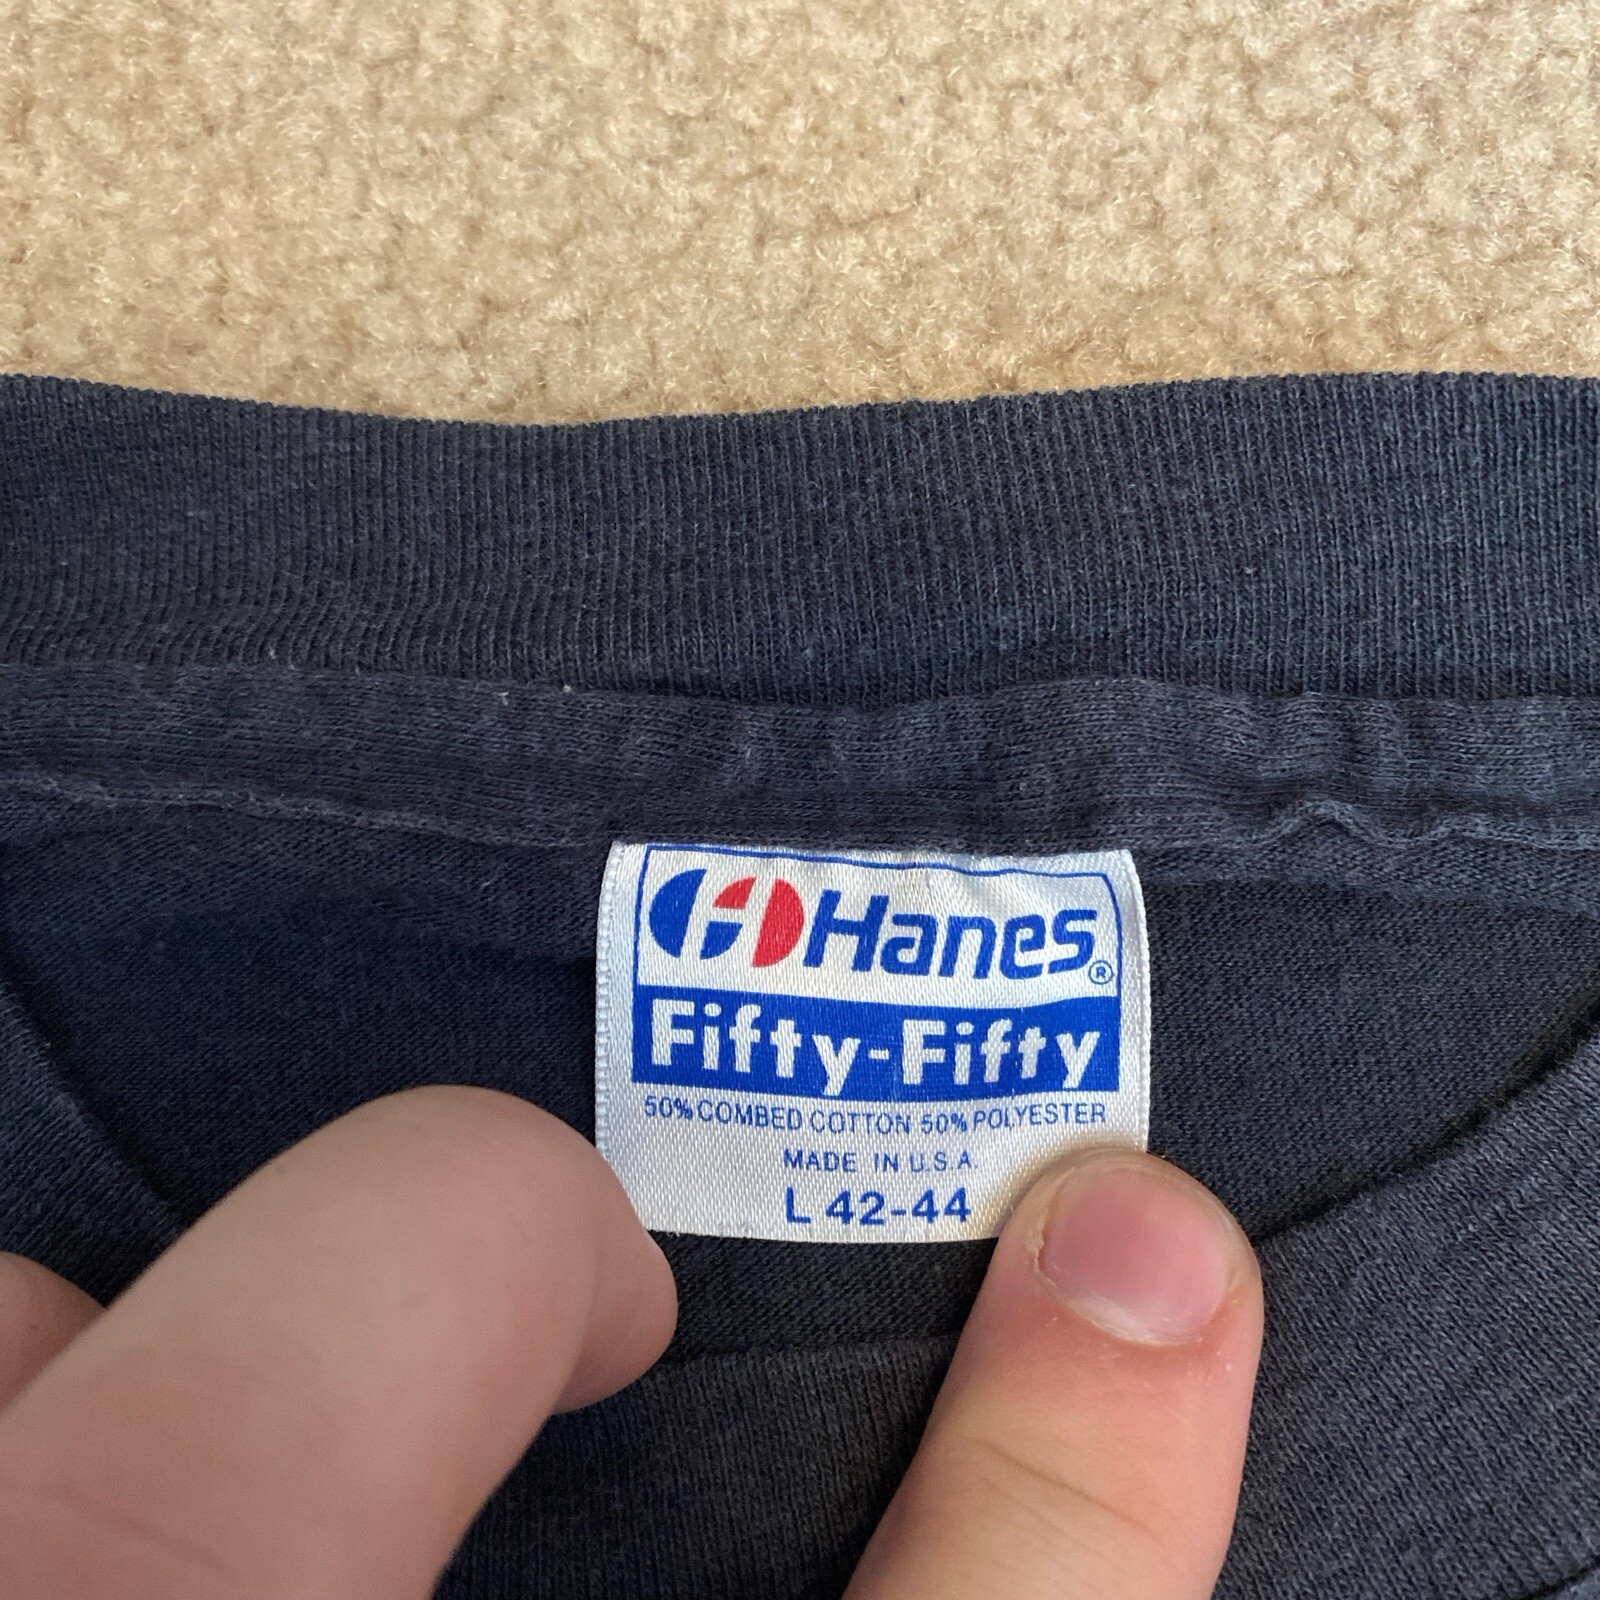 Hanes®
Fifty-Fifty
50% COMBED COTTON 50% POLYESTER
MADE IN U.S.A.
L 42-44